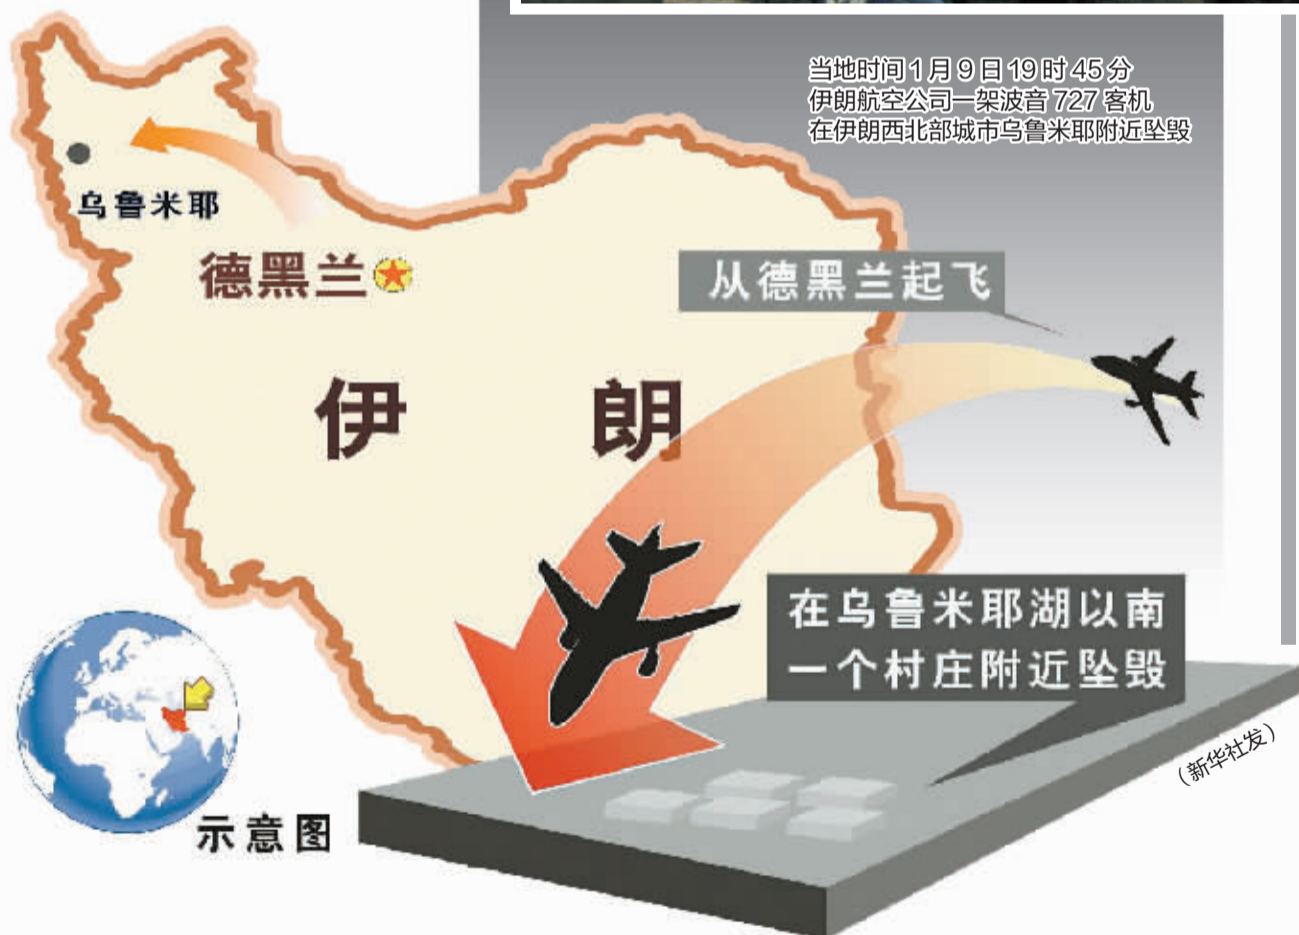 当地时间1月9日19时45分
伊朗航空公司一架波音727客机
在伊朗西北部城市乌鲁米耶附近坠毁
乌鲁米耶
德黑兰
从德黑兰起飞
伊朗
在乌鲁米耶湖以南
一个村庄附近坠毁
(新华社发)
示意图